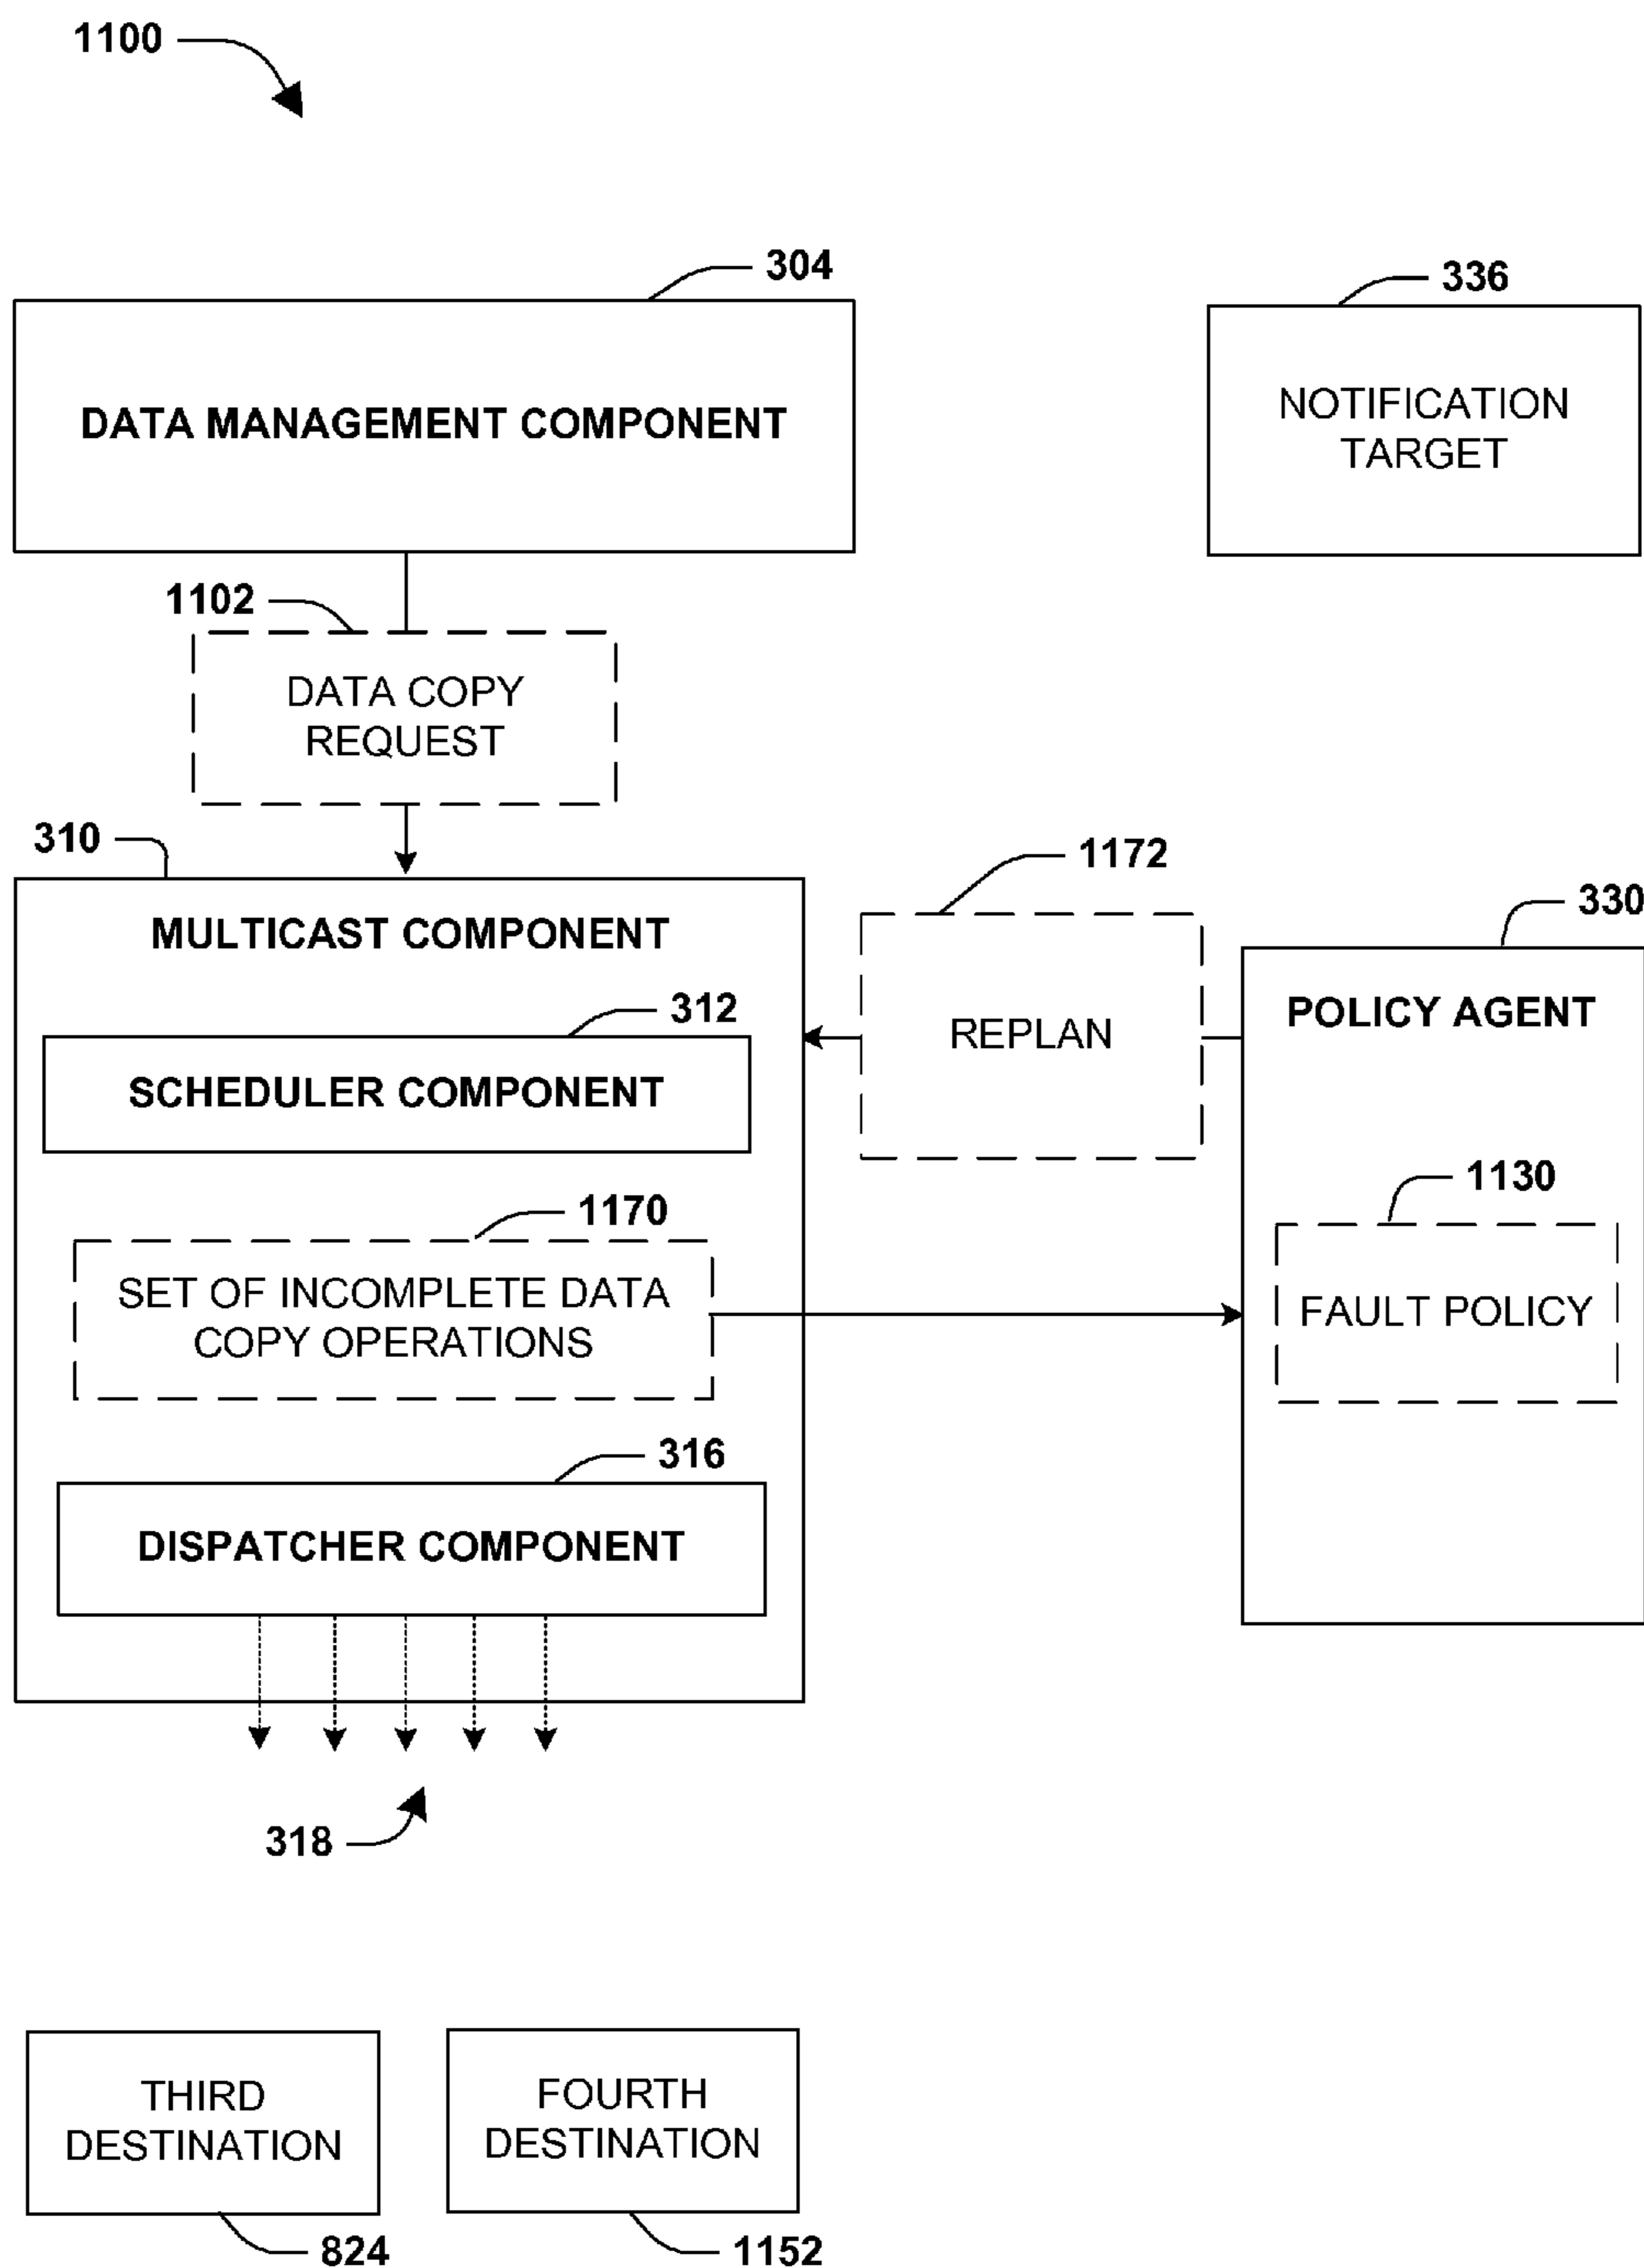 1100
304
336
DATA MANAGEMENT COMPONENT
NOTIFICATION
TARGET
1102
DATA COPY
REQUEST
310
1172
330
MULTICAST COMPONENT
312
POLICY AGENT
REPLAN
SCHEDULER COMPONENT
1130
1170
SET OF INCOMPLETE DATA
COPY OPERATIONS
FAULT POLICY
316
DISPATCHER COMPONENT
318
THIRD
DESTINATION
FOURTH
DESTINATION
824
1152